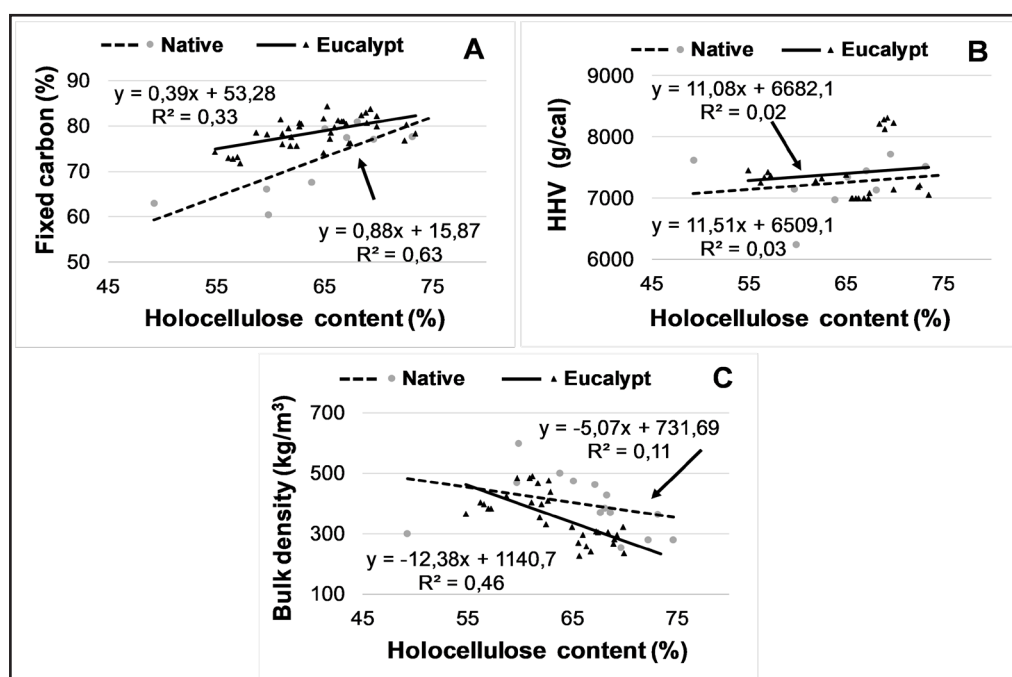 Native Eucalypt A
Fixed carbon (%)
90
80
70
60
50
y = 0,39x + 53,28
R² = 0,33
y = 0,88x + 15,87
R² = 0,63
45 55 65 75
Holocellulose content (%)
Native Eucalypt B
HHV (g/cal)
9000
8000
7000
6000
y = 11,08x + 6682,1
R² = 0,02
y = 11,51x + 6509,1
R² = 0,03
45 55 65 75
Holocellulose content (%)
Native Eucalypt C
Bulk density (kg/m³)
700
500
300
100
y = -5,07x + 731,69
R² = 0,11
y = -12,38x + 1140,7
R² = 0,46
45 55 65 75
Holocellulose content (%)